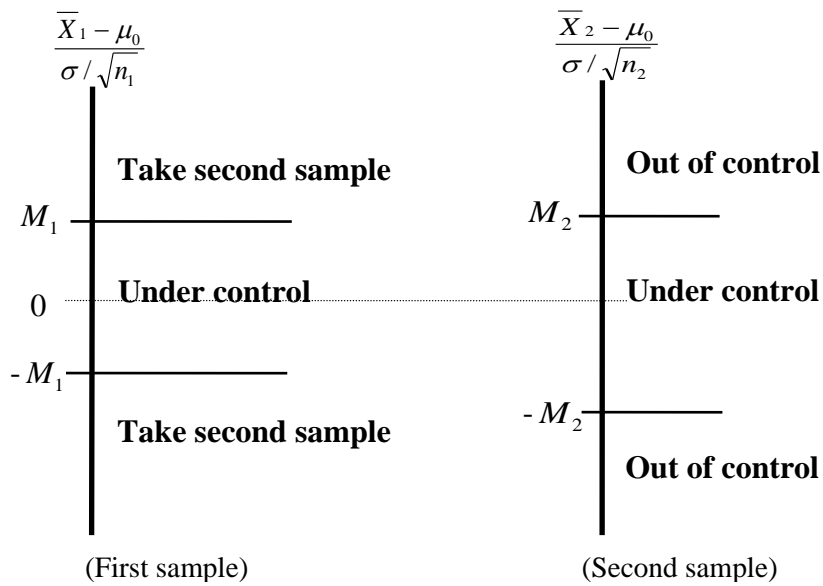 X̄₁ − μ₀
σ / √n₁
Take second sample
M₁
Under control
0
- M₁
Take second sample
(First sample)
X̄₂ − μ₀
σ / √n₂
Out of control
M₂
Under control
- M₂
Out of control
(Second sample)